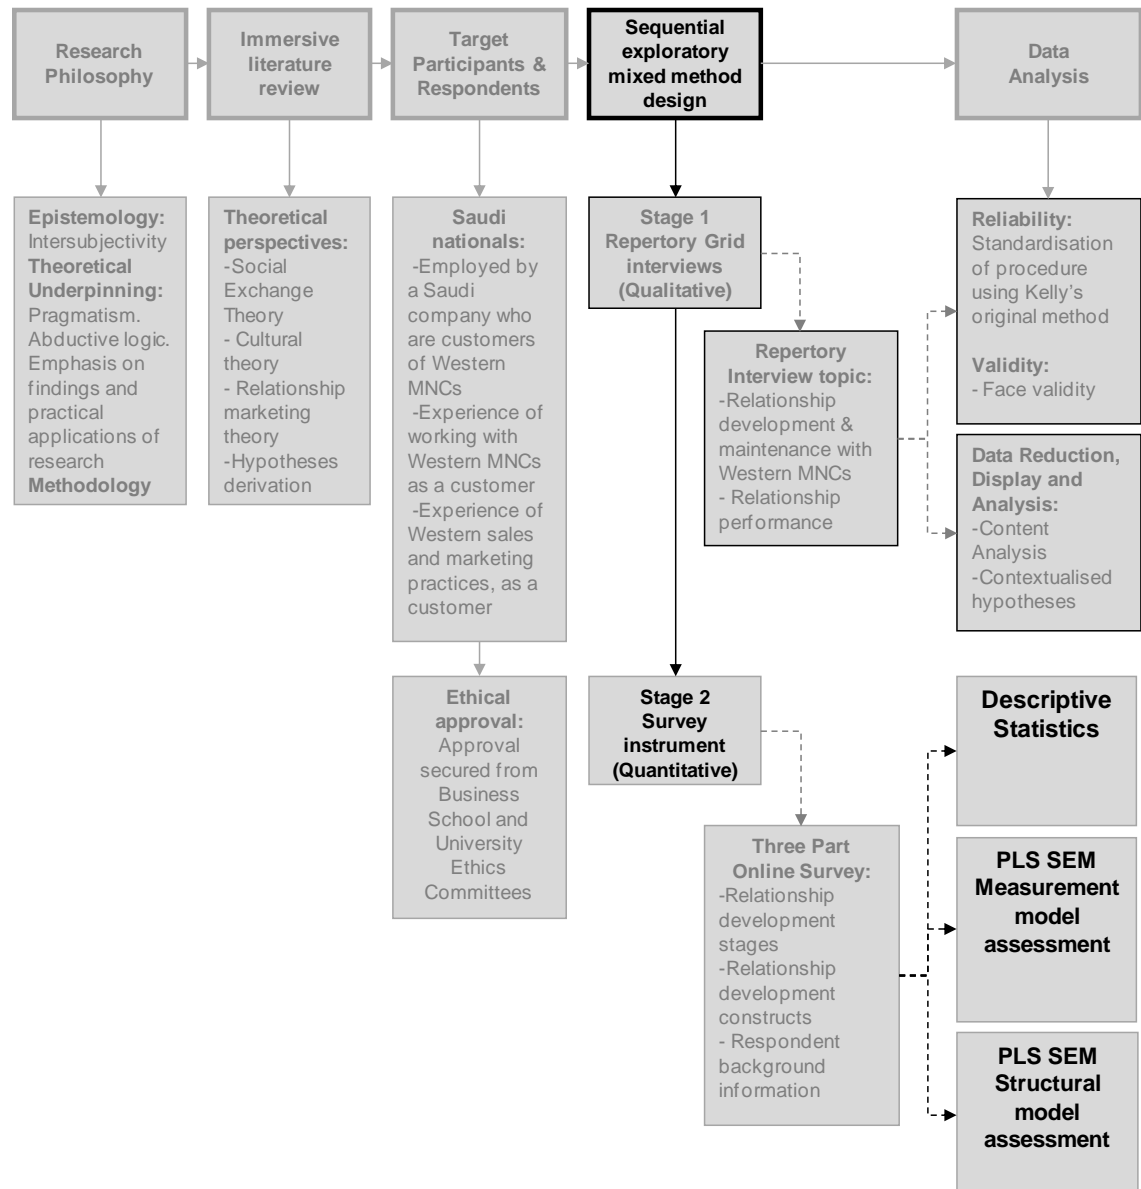 Research
Philosophy
Immersive
literature
review
Target
Participants &
Respondents
Sequential
exploratory
mixed method
design
Data
Analysis
Epistemology:
Intersubjectivity
Theoretical
Underpinning:
Pragmatism.
Abductive logic.
Emphasis on
findings and
practical
applications of
research
Methodology
Theoretical
perspectives:
-Social
Exchange
Theory
- Cultural
theory
- Relationship
marketing
theory
-Hypotheses
derivation
Saudi
nationals:
-Employed by
a Saudi
company who
are customers
of Western
MNCs
-Experience of
working with
Western MNCs
as a customer
-Experience of
Western sales
and marketing
practices, as a
customer
Ethical
approval:
Approval
secured from
Business
School and
University
Ethics
Committees
Stage 1
Repertory Grid
interviews
(Qualitative)
Repertory
Interview topic:
-Relationship
development &
maintenance with
Western MNCs
- Relationship
performance
Reliability:
Standardisation
of procedure
using Kelly's
original method
Validity:
- Face validity
Data Reduction,
Display and
Analysis:
-Content
Analysis
-Contextualised
hypotheses
Stage 2
Survey
instrument
(Quantitative)
Three Part
Online Survey:
-Relationship
development
stages
-Relationship
development
constructs
- Respondent
background
information
Descriptive
Statistics
PLS SEM
Measurement
model
assessment
PLS SEM
Structural
model
assessment